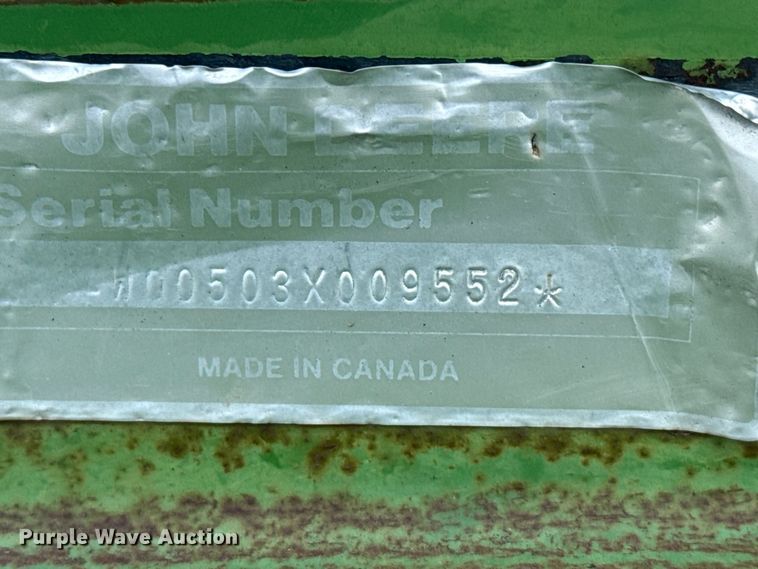 JOHN DEERE
Serial Number
W00503X009552*
MADE IN CANADA
Purple Wave Auction